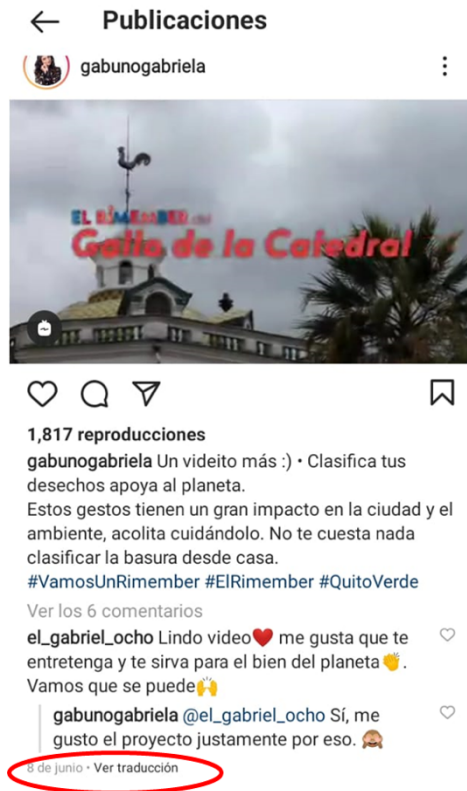 Publicaciones
gabunogabriela
EL RIMEMBER con
Gallo de la Catedral
1,817 reproducciones
gabunogabriela Un videito más :) • Clasifica tus
desechos apoya al planeta.
Estos gestos tienen un gran impacto en la ciudad y el
ambiente, acolita cuidándolo. No te cuesta nada
clasificar la basura desde casa.
#VamosUnRimember #ElRimember #QuitoVerde
Ver los 6 comentarios
el_gabriel_ocho Lindo video❤️ me gusta que te
entretenga y te sirva para el bien del planeta👏.
Vamos que se puede🙌
gabunogabriela @el_gabriel_ocho Sí, me
gusto el proyecto justamente por eso. 🙈
8 de junio • Ver traducción